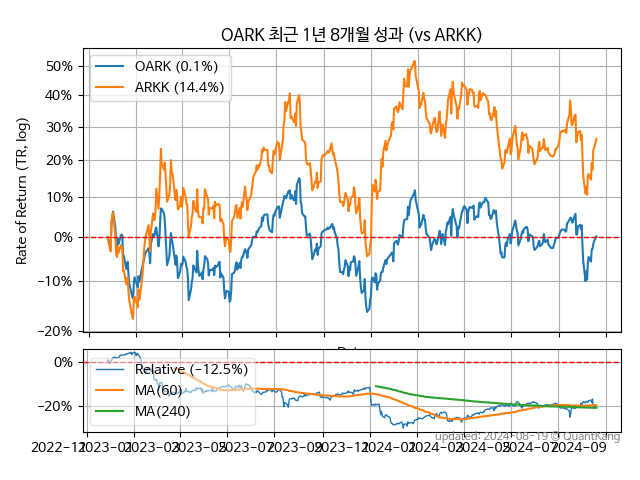 OARK 최근 1년 8개월 성과 (vs ARKK)
OARK (0.1%)
ARKK (14.4%)
Rate of Return (TR, log)
50%
40%
30%
20%
10%
0%
−10%
−20%
0%
−20%
Relative (−12.5%)
MA(60)
MA(240)
updated: 2024-08-19 @ QuantKang
2022−11
2023−01
2023−03
2023−05
2023−07
2023−09
2023−11
2024−01
2024−03
2024−05
2024−07
2024−09